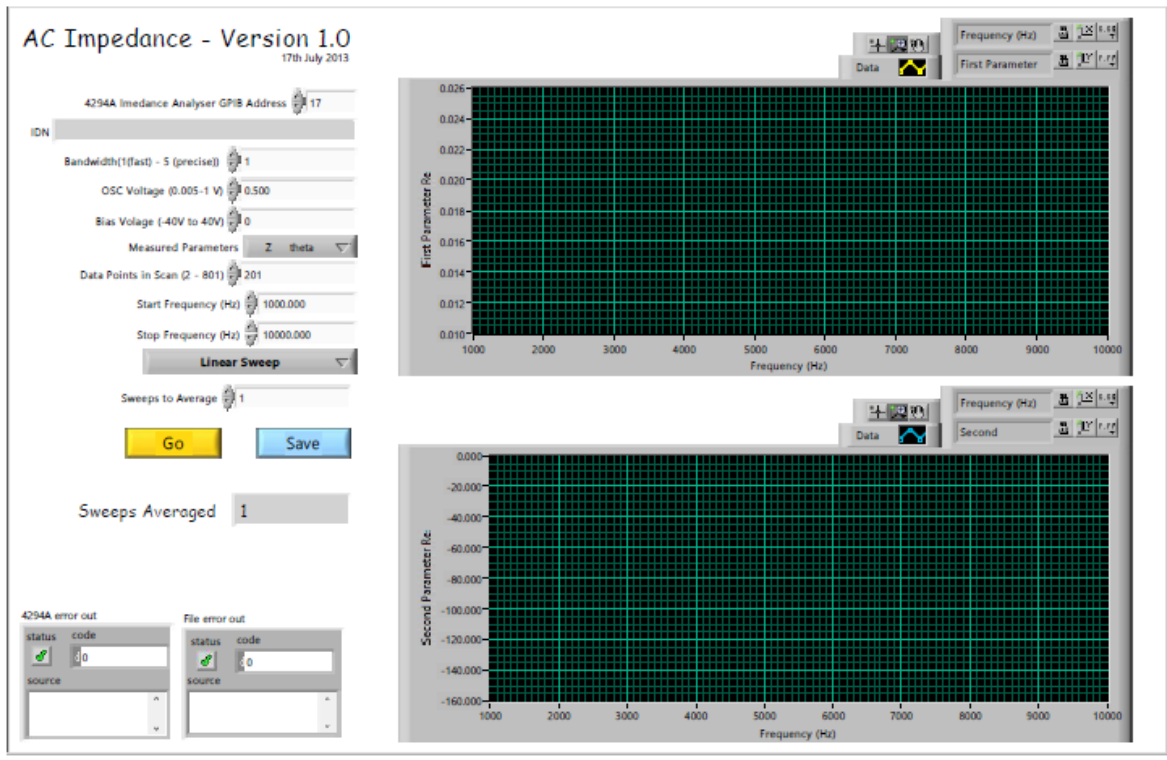 AC Impedance - Version 1.0
17th July 2013
4294A Imedance Analyser GPIB Address 17
IDN
Bandwidth(1(fast) - 5 (precise)) 1
OSC Voltage (0.005-1 V) 0.500
Bias Volage (-40V to 40V) 0
Measured Parameters Z theta
Data Points in Scan (2 - 801) 201
Start Frequency (Hz) 1000.000
Stop Frequency (Hz) 10000.000
Linear Sweep
Sweeps to Average 1
Go Save
Sweeps Averaged 1
4294A error out
status code
0
source
File error out
status code
0
source
Frequency (Hz)
Data First Parameter
First Parameter Re
0.026
0.024
0.022
0.020
0.018
0.016
0.014
0.012
0.010
1000 2000 3000 4000 5000 6000 7000 8000 9000 10000
Frequency (Hz)
Frequency (Hz)
Data Second
Second Parameter Re
0.000
-20.000
-40.000
-60.000
-80.000
-100.000
-120.000
-140.000
-160.000
1000 2000 3000 4000 5000 6000 7000 8000 9000 10000
Frequency (Hz)